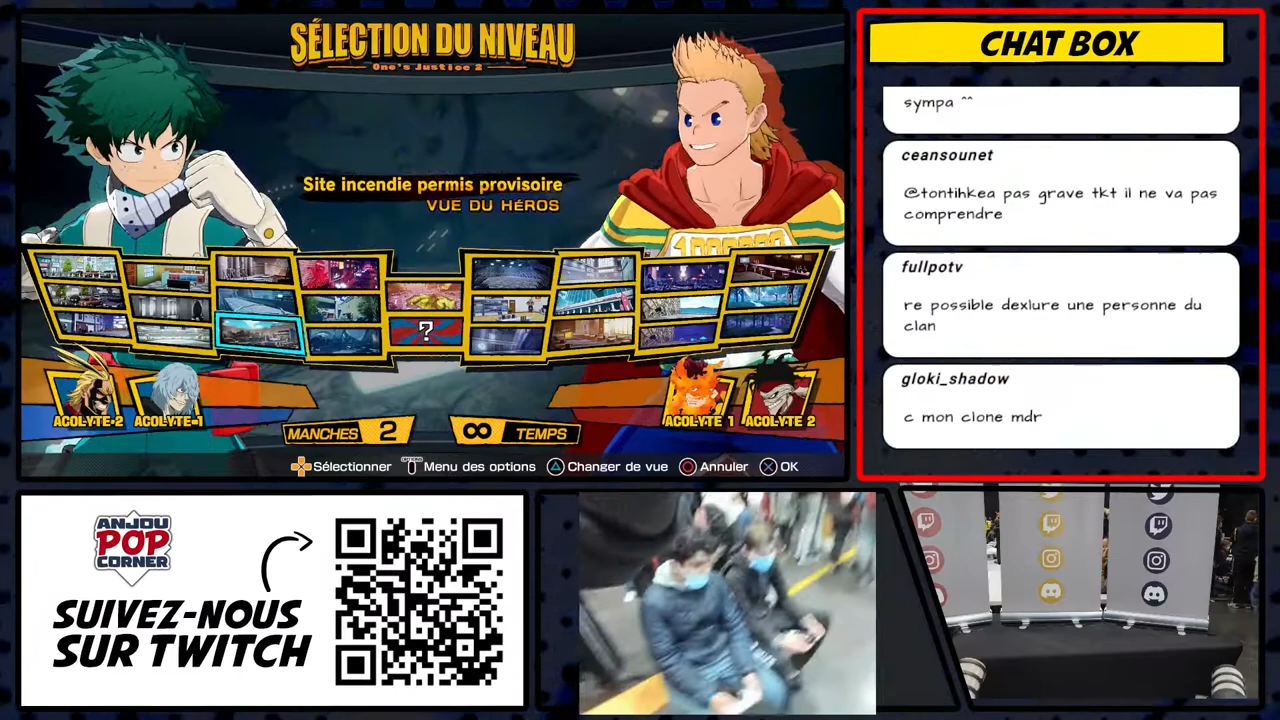 SÉLECTION DU NIVEAU
One's Justice 2
Site incendie permis provisoire
VUE DU HÉROS
1000000
?
ACOLYTE 2
ACOLYTE 1
ACOLYTE 1
ACOLYTE 2
MANCHES 2
∞ TEMPS
Sélectionner
OPTIONS
Menu des options
Changer de vue
Annuler
OK
CHAT BOX
sympa ^^
ceansounet
@tontihkea pas grave tkt il ne va pas
comprendre
fullpotv
re possible dexlure une personne du
clan
gloki_shadow
c mon clone mdr
ANJOU
POP
CORNER
SUIVEZ-NOUS
SUR TWITCH